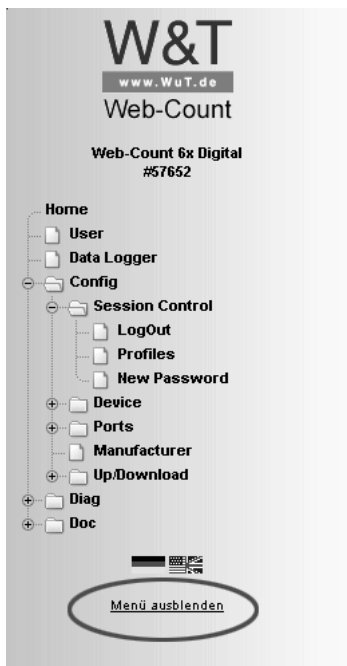 W&T
www.WuT.de
Web-Count
Web-Count 6x Digital
#57652
Home
User
Data Logger
Config
Session Control
LogOut
Profiles
New Password
Device
Ports
Manufacturer
Up/Download
Diag
Doc
Menü ausblenden